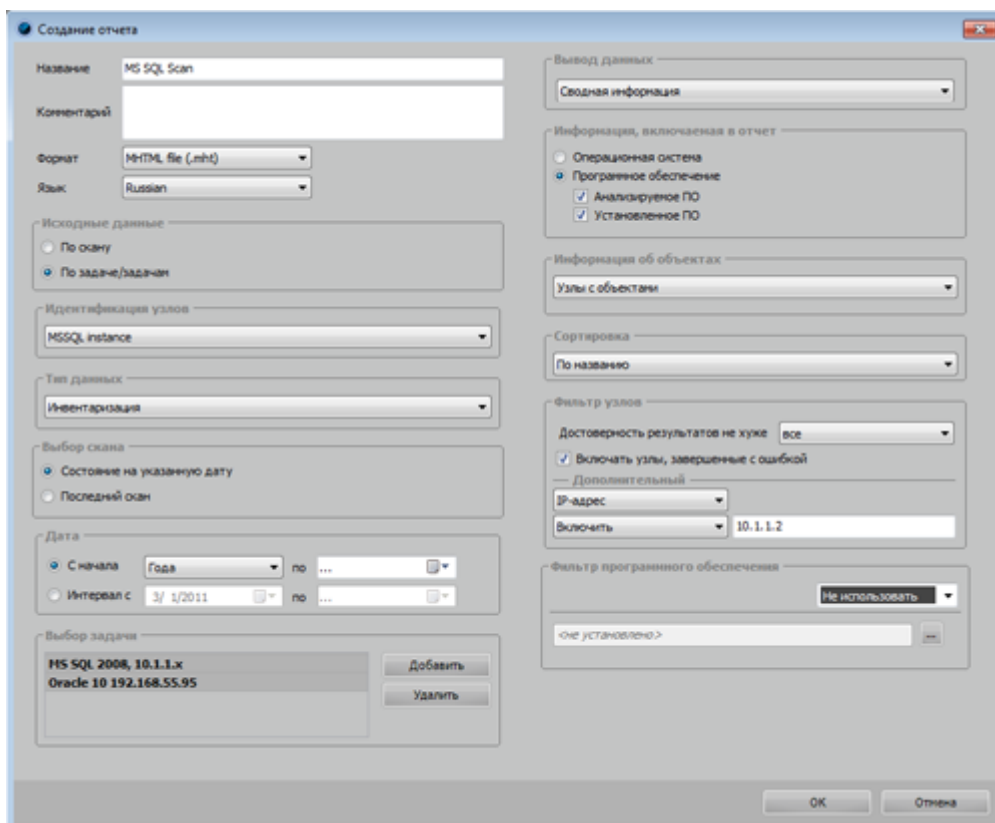 Создание отчета
Название MS SQL Scan
Комментарий
Формат MHTML file (.mht)
Язык Russian
Исходные данные
По скану
По задаче/задачам
Идентификация узлов
MSSQL instance
Тип данных
Инвентаризация
Выбор скана
Состояние на указанную дату
Последний скан
Дата
С начала Года по ...
Интервал с 3/ 1/2011 по ...
Выбор задачи
MS SQL 2008, 10.1.1.x
Oracle 10 192.168.55.95
Добавить
Удалить
Вывод данных
Сводная информация
Информация, включаемая в отчет
Операционная система
Программное обеспечение
Анализируемое ПО
Установленное ПО
Информация об объектах
Узлы с объектами
Сортировка
По названию
Фильтр узлов
Достоверность результатов не хуже все
Включать узлы, завершенные с ошибкой
Дополнительный
IP-адрес
Включить 10.1.1.2
Фильтр программного обеспечения
Не использовать
<не установлено> ...
OK Отмена